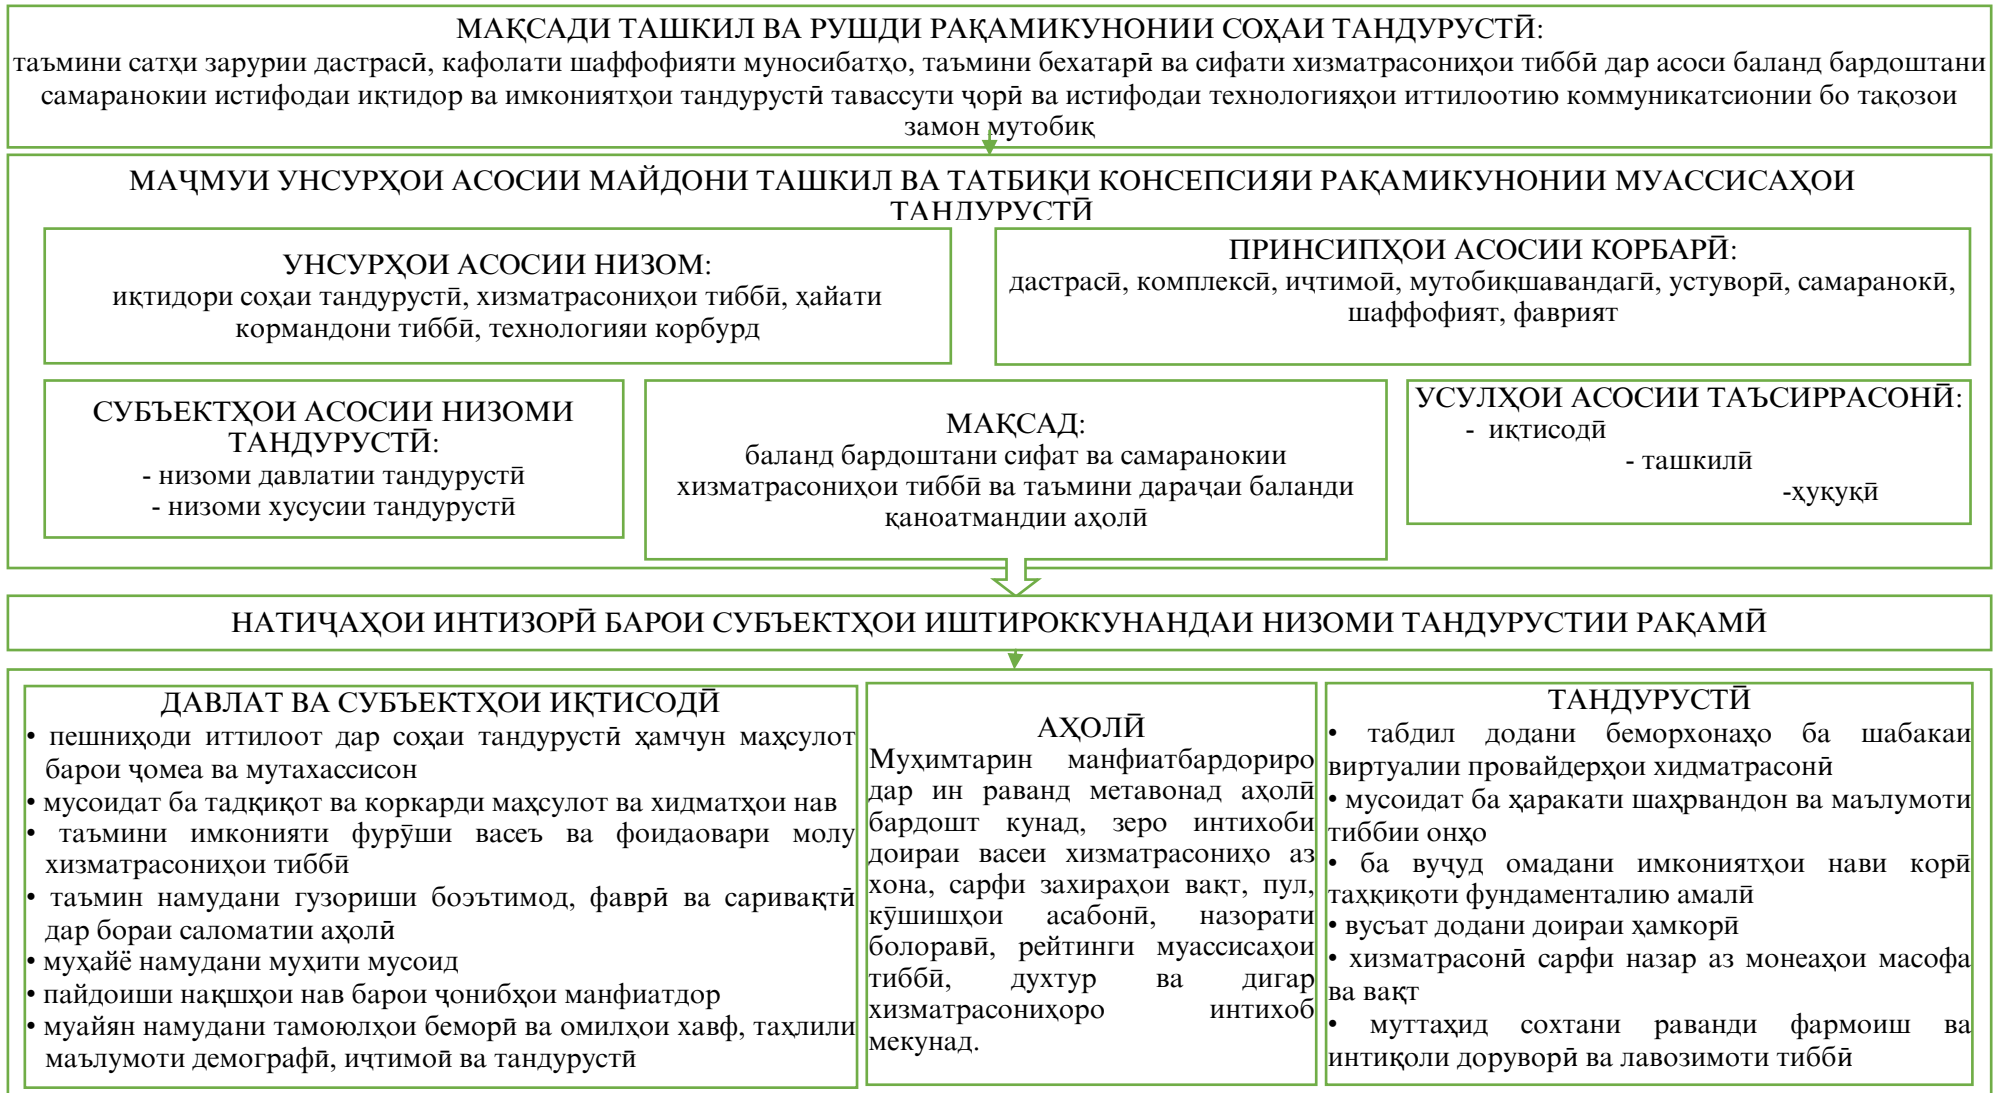 МАҚСАДИ ТАШКИЛ ВА РУШДИ РАҚАМИКУНОНИИ СОҲАИ ТАНДУРУСТӢ:
таъмини сатҳи зарурии дастрасӣ, кафолати шаффофияти муносибатҳо, таъмини бехатарӣ ва сифати хизматрасониҳои тиббӣ дар асоси баланд бардоштани
самаранокии истифодаи иқтидор ва имкониятҳои тандурустӣ тавассути ҷорӣ ва истифодаи технологияҳои иттилоотию коммуникатсионии бо тақозои
замон мутобиқ
МАҶМУИ УНСУРҲОИ АСОСИИ МАЙДОНИ ТАШКИЛ ВА ТАТБИҚИ КОНСЕПСИЯИ РАҚАМИКУНОНИИ МУАССИСАҲОИ
ТАНДУРУСТӢ
УНСУРҲОИ АСОСИИ НИЗОМ:
иқтидори соҳаи тандурустӣ, хизматрасониҳои тиббӣ, ҳайати
кормандони тиббӣ, технологияи корбурд
ПРИНСИПҲОИ АСОСИИ КОРБАРӢ:
дастрасӣ, комплексӣ, иҷтимоӣ, мутобиқшавандагӣ, устуворӣ, самаранокӣ,
шаффофият, фаврият
СУБЪЕКТҲОИ АСОСИИ НИЗОМИ
ТАНДУРУСТӢ:
- низоми давлатии тандурустӣ
- низоми хусусии тандурустӣ
МАҚСАД:
баланд бардоштани сифат ва самаранокии
хизматрасониҳои тиббӣ ва таъмини дараҷаи баланди
қаноатмандии аҳолӣ
УСУЛҲОИ АСОСИИ ТАЪСИРРАСОНӢ:
- иқтисодӣ
- ташкилӣ
-ҳуқуқӣ
НАТИҶАҲОИ ИНТИЗОРӢ БАРОИ СУБЪЕКТҲОИ ИШТИРОККУНАНДАИ НИЗОМИ ТАНДУРУСТИИ РАҚАМӢ
ДАВЛАТ ВА СУБЪЕКТҲОИ ИҚТИСОДӢ
• пешниҳоди иттилоот дар соҳаи тандурустӣ ҳамчун маҳсулот
барои ҷомеа ва мутахассисон
• мусоидат ба тадқиқот ва коркарди маҳсулот ва хидматҳои нав
• таъмини имконияти фурӯши васеъ ва фоидаовари молу
хизматрасониҳои тиббӣ
• таъмин намудани гузориши боэътимод, фаврӣ ва саривақтӣ
дар бораи саломатии аҳолӣ
• муҳайё намудани муҳити мусоид
• пайдоиши нақшҳои нав барои ҷонибҳои манфиатдор
• муайян намудани тамоюлҳои беморӣ ва омилҳои хавф, таҳлили
маълумоти демографӣ, иҷтимоӣ ва тандурустӣ
АҲОЛӢ
Муҳимтарин манфиатбардориро
дар ин раванд метавонад аҳолӣ
бардошт кунад, зеро интихоби
доираи васеи хизматрасониҳо аз
хона, сарфи захираҳои вақт, пул,
кӯшишҳои асабонӣ, назорати
болоравӣ, рейтинги муассисаҳои
тиббӣ, духтур ва дигар
хизматрасониҳоро интихоб
мекунад.
ТАНДУРУСТӢ
• табдил додани беморхонаҳо ба шабакаи
виртуалии провайдерҳои хидматрасонӣ
• мусоидат ба ҳаракати шаҳрвандон ва маълумоти
тиббии онҳо
• ба вуҷуд омадани имкониятҳои нави корӣ
таҳқиқоти фундаменталию амалӣ
• вусъат додани доираи ҳамкорӣ
• хизматрасонӣ сарфи назар аз монеаҳои масофа
ва вақт
• муттаҳид сохтани раванди фармоиш ва
интиқоли доруворӣ ва лавозимоти тиббӣ